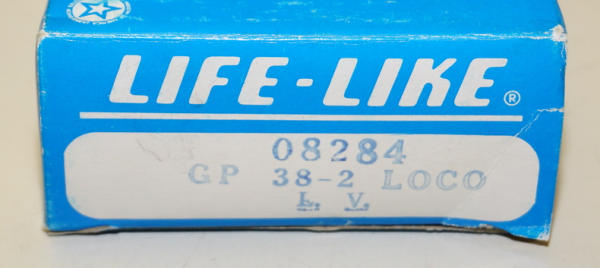 LIFE-LIKE®
08284
GP 38-2 LOCO
L. V.